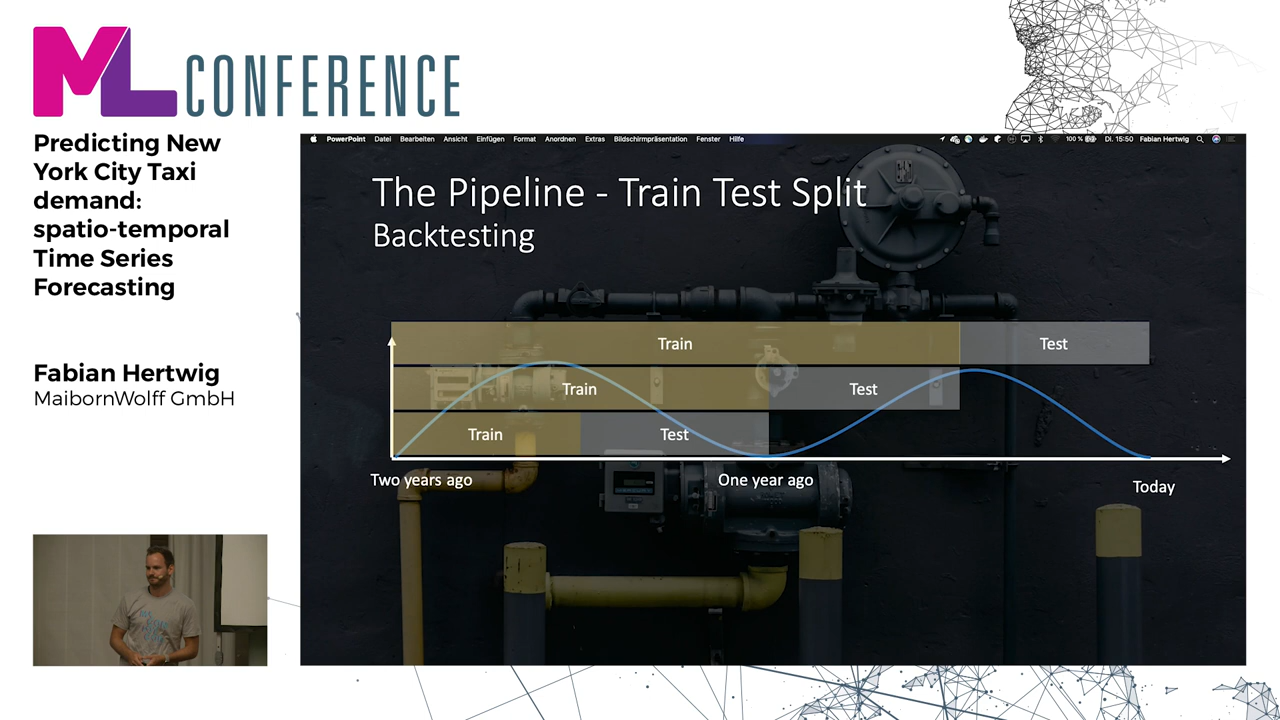 ML CONFERENCE
Predicting New
York City Taxi
demand:
spatio-temporal
Time Series
Forecasting
Fabian Hertwig
MaibornWolff GmbH
PowerPoint Datei Bearbeiten Ansicht Einfügen Format Anordnen Extras Bildschirmpräsentation Fenster Hilfe 100 % Di. 15:50 Fabian Hertwig
The Pipeline - Train Test Split
Backtesting
Train Test
Train Test
Train Test
Two years ago One year ago Today